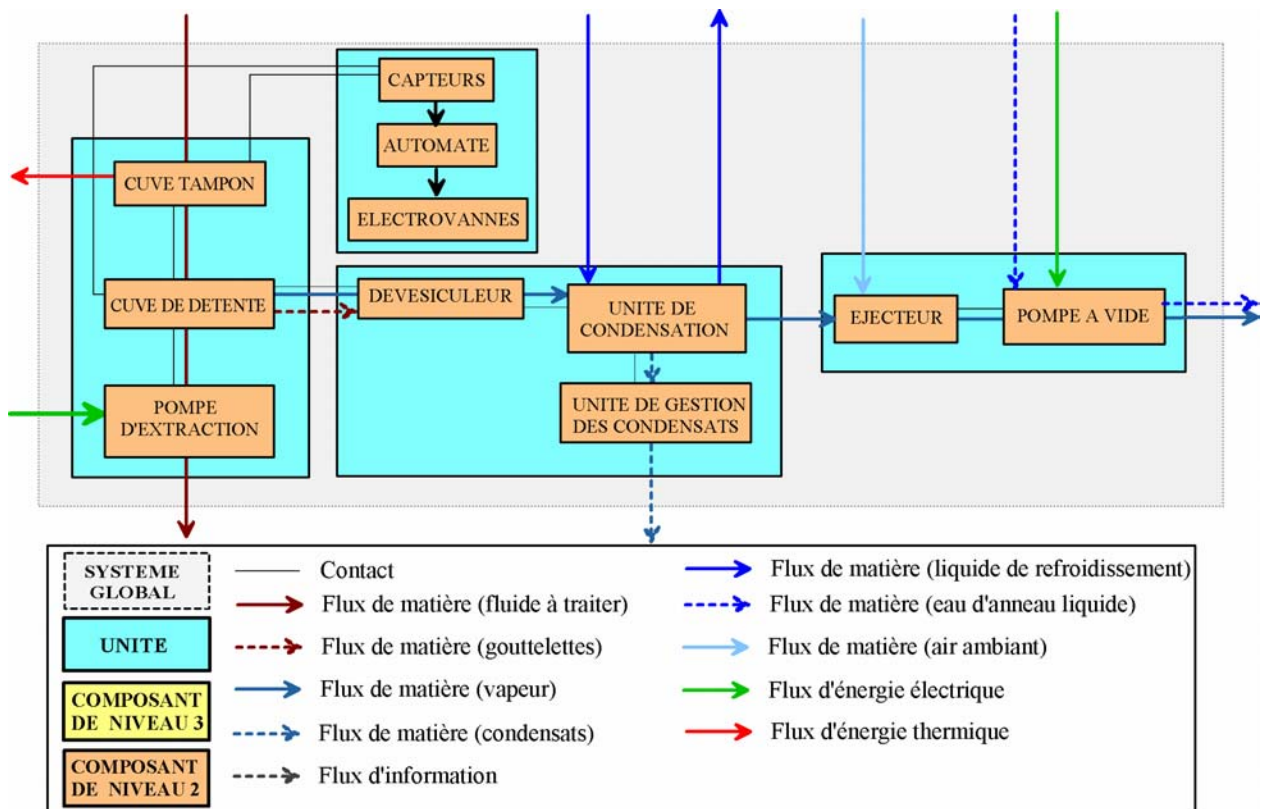 CAPTEURS
AUTOMATE
ELECTROVANNES
CUVE TAMPON
CUVE DE DETENTE
POMPE
D'EXTRACTION
DEVESICULEUR
UNITE DE
CONDENSATION
UNITE DE GESTION
DES CONDENSATS
EJECTEUR
POMPE A VIDE
SYSTEME
GLOBAL
UNITE
COMPOSANT
DE NIVEAU 3
COMPOSANT
DE NIVEAU 2
Contact
Flux de matière (fluide à traiter)
Flux de matière (gouttelettes)
Flux de matière (vapeur)
Flux de matière (condensats)
Flux d'information
Flux de matière (liquide de refroidissement)
Flux de matière (eau d'anneau liquide)
Flux de matière (air ambiant)
Flux d'énergie électrique
Flux d'énergie thermique